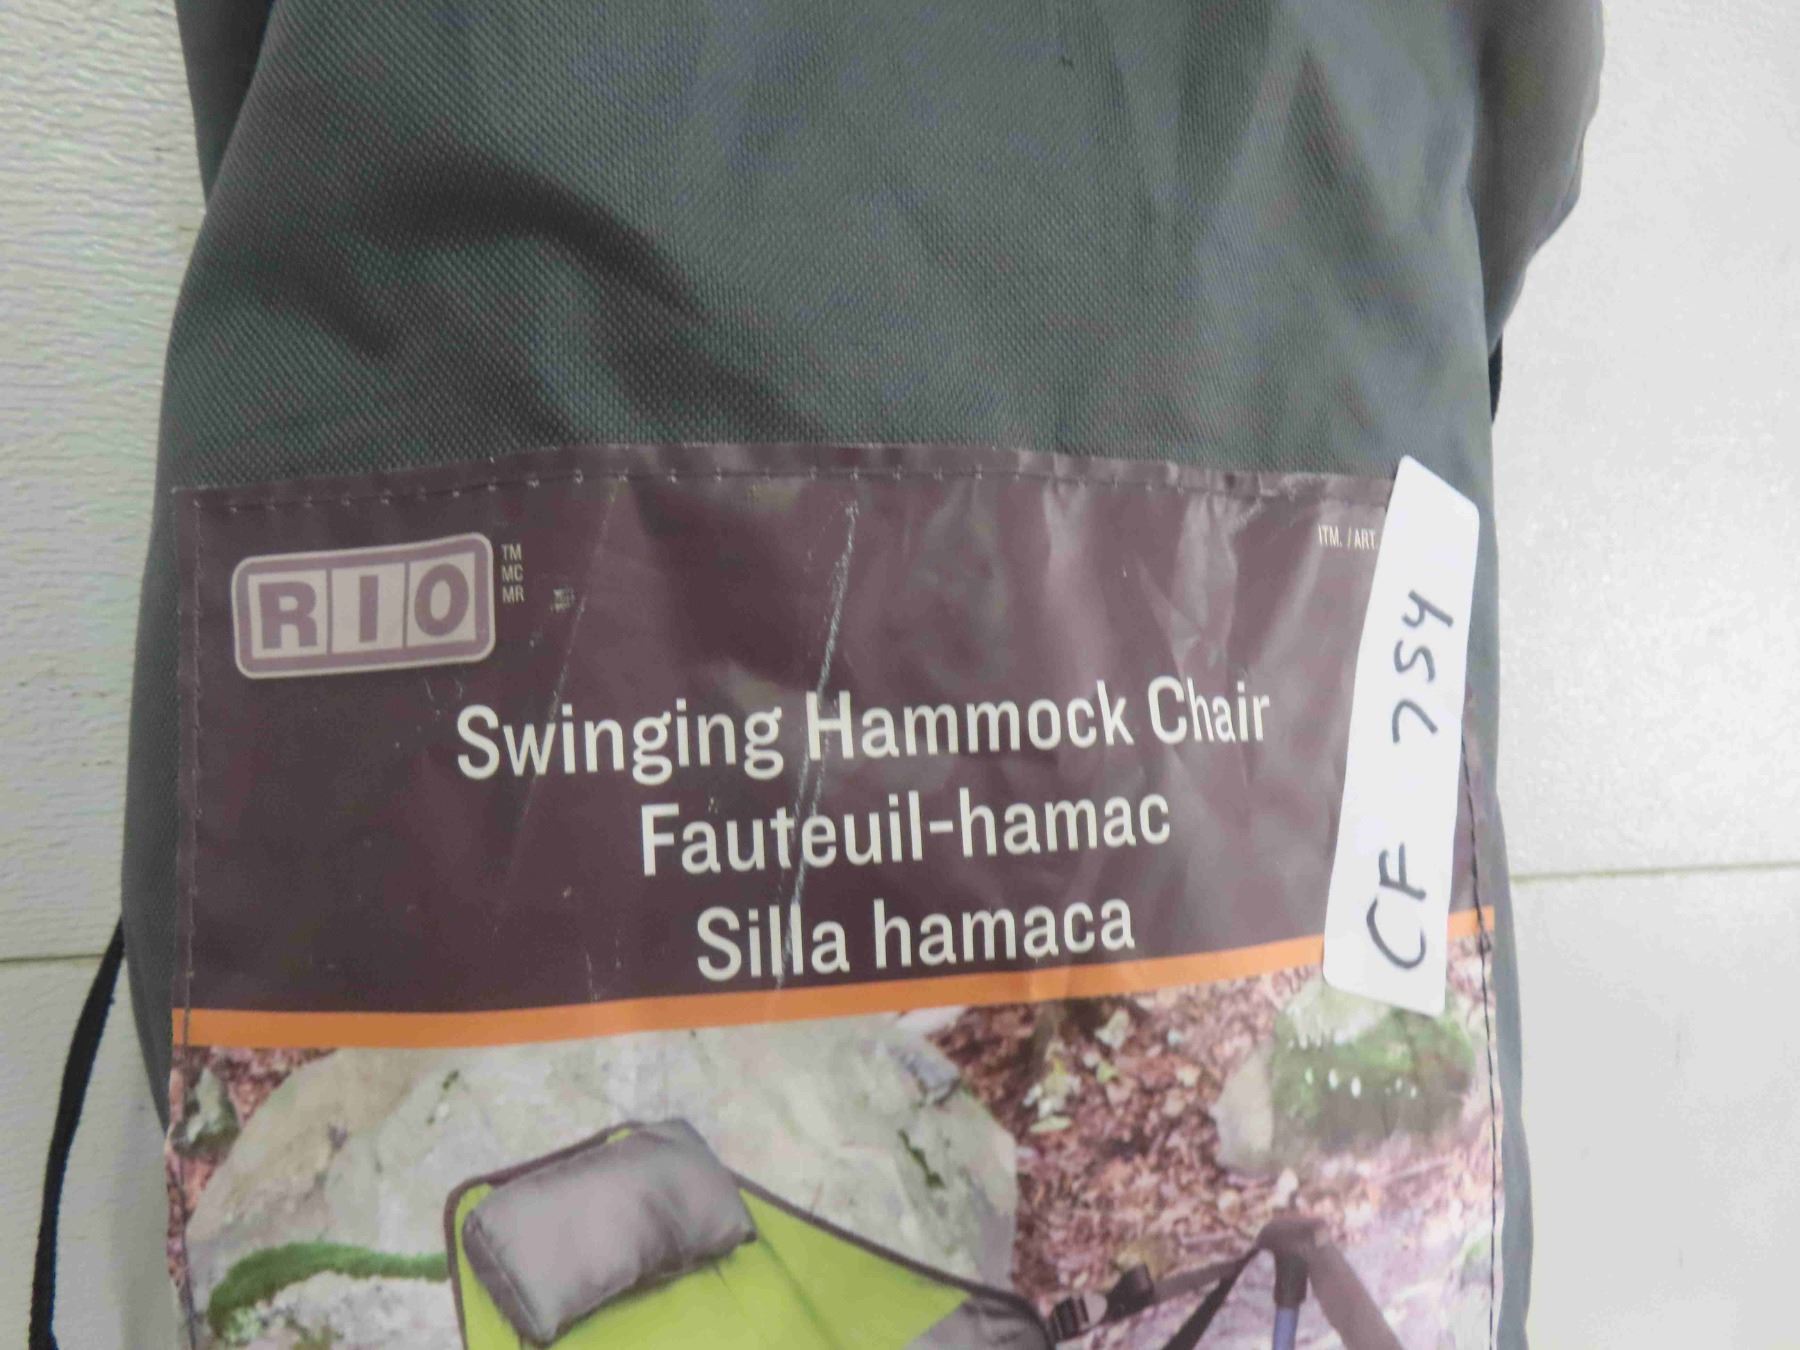 RIO
TM
MC
MR
ITM. / ART.
Swinging Hammock Chair
Fauteuil-hamac
Silla hamaca
CF 754